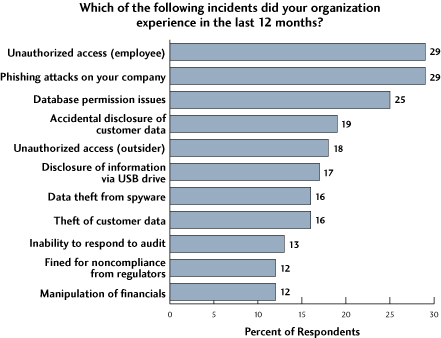 Which of the following incidents did your organization
experience in the last 12 months?
Unauthorized access (employee) 29
Phishing attacks on your company 29
Database permission issues 25
Accidental disclosure of
customer data 19
Unauthorized access (outsider) 18
Disclosure of information
via USB drive 17
Data theft from spyware 16
Theft of customer data 16
Inability to respond to audit 13
Fined for noncompliance
from regulators 12
Manipulation of financials 12
0 5 10 15 20 25 30
Percent of Respondents